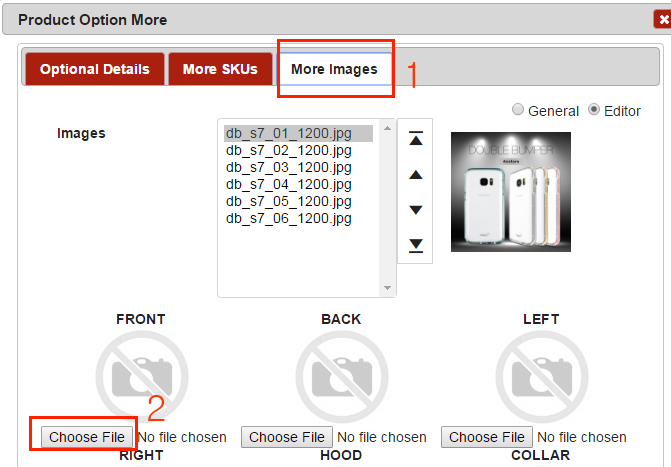 Product Option More
Optional Details More SKUs More Images 1
General Editor
Images
db_s7_01_1200.jpg
db_s7_02_1200.jpg
db_s7_03_1200.jpg
db_s7_04_1200.jpg
db_s7_05_1200.jpg
db_s7_06_1200.jpg
DOUBLE BUMPER
FRONT BACK LEFT
2
Choose File No file chosen Choose File No file chosen Choose File No file chosen
RIGHT HOOD COLLAR